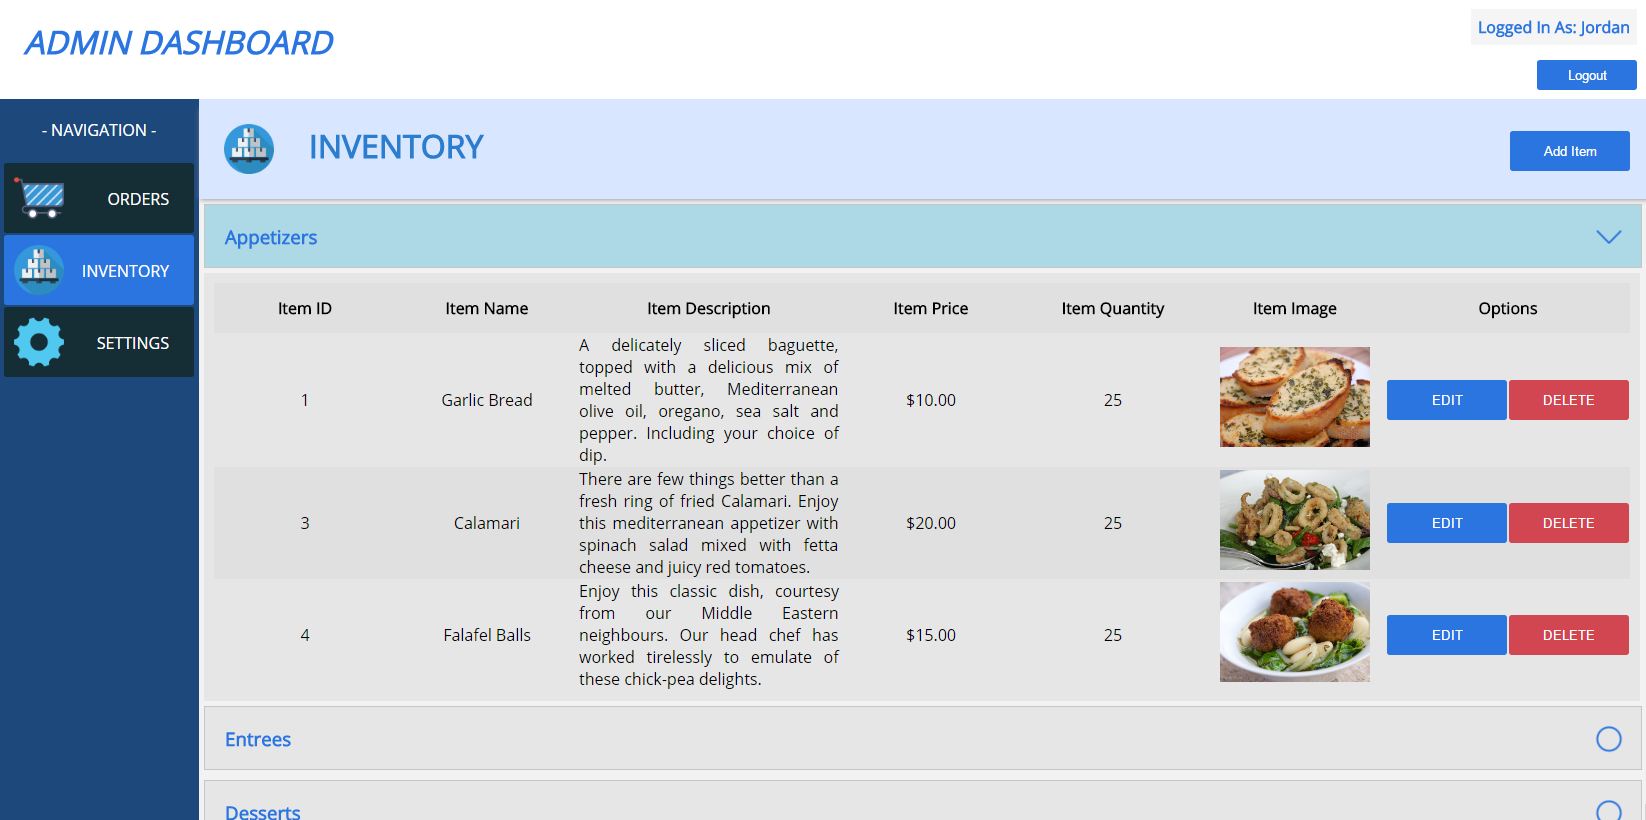 ADMIN DASHBOARD
Logged In As: Jordan
Logout
- NAVIGATION -
ORDERS
INVENTORY
SETTINGS
INVENTORY
Add Item
Appetizers
Item ID Item Name Item Description Item Price Item Quantity Item Image Options
A delicately sliced baguette,
topped with a delicious mix of
melted butter, Mediterranean
1 Garlic Bread $10.00 25 EDIT DELETE
olive oil, oregano, sea salt and
pepper. Including your choice of
dip.
There are few things better than a
fresh ring of fried Calamari. Enjoy
3 Calamari this mediterranean appetizer with $20.00 25 EDIT DELETE
spinach salad mixed with fetta
cheese and juicy red tomatoes.
Enjoy this classic dish, courtesy
from our Middle Eastern
4 Falafel Balls neighbours. Our head chef has $15.00 25 EDIT DELETE
worked tirelessly to emulate of
these chick-pea delights.
Entrees
Desserts